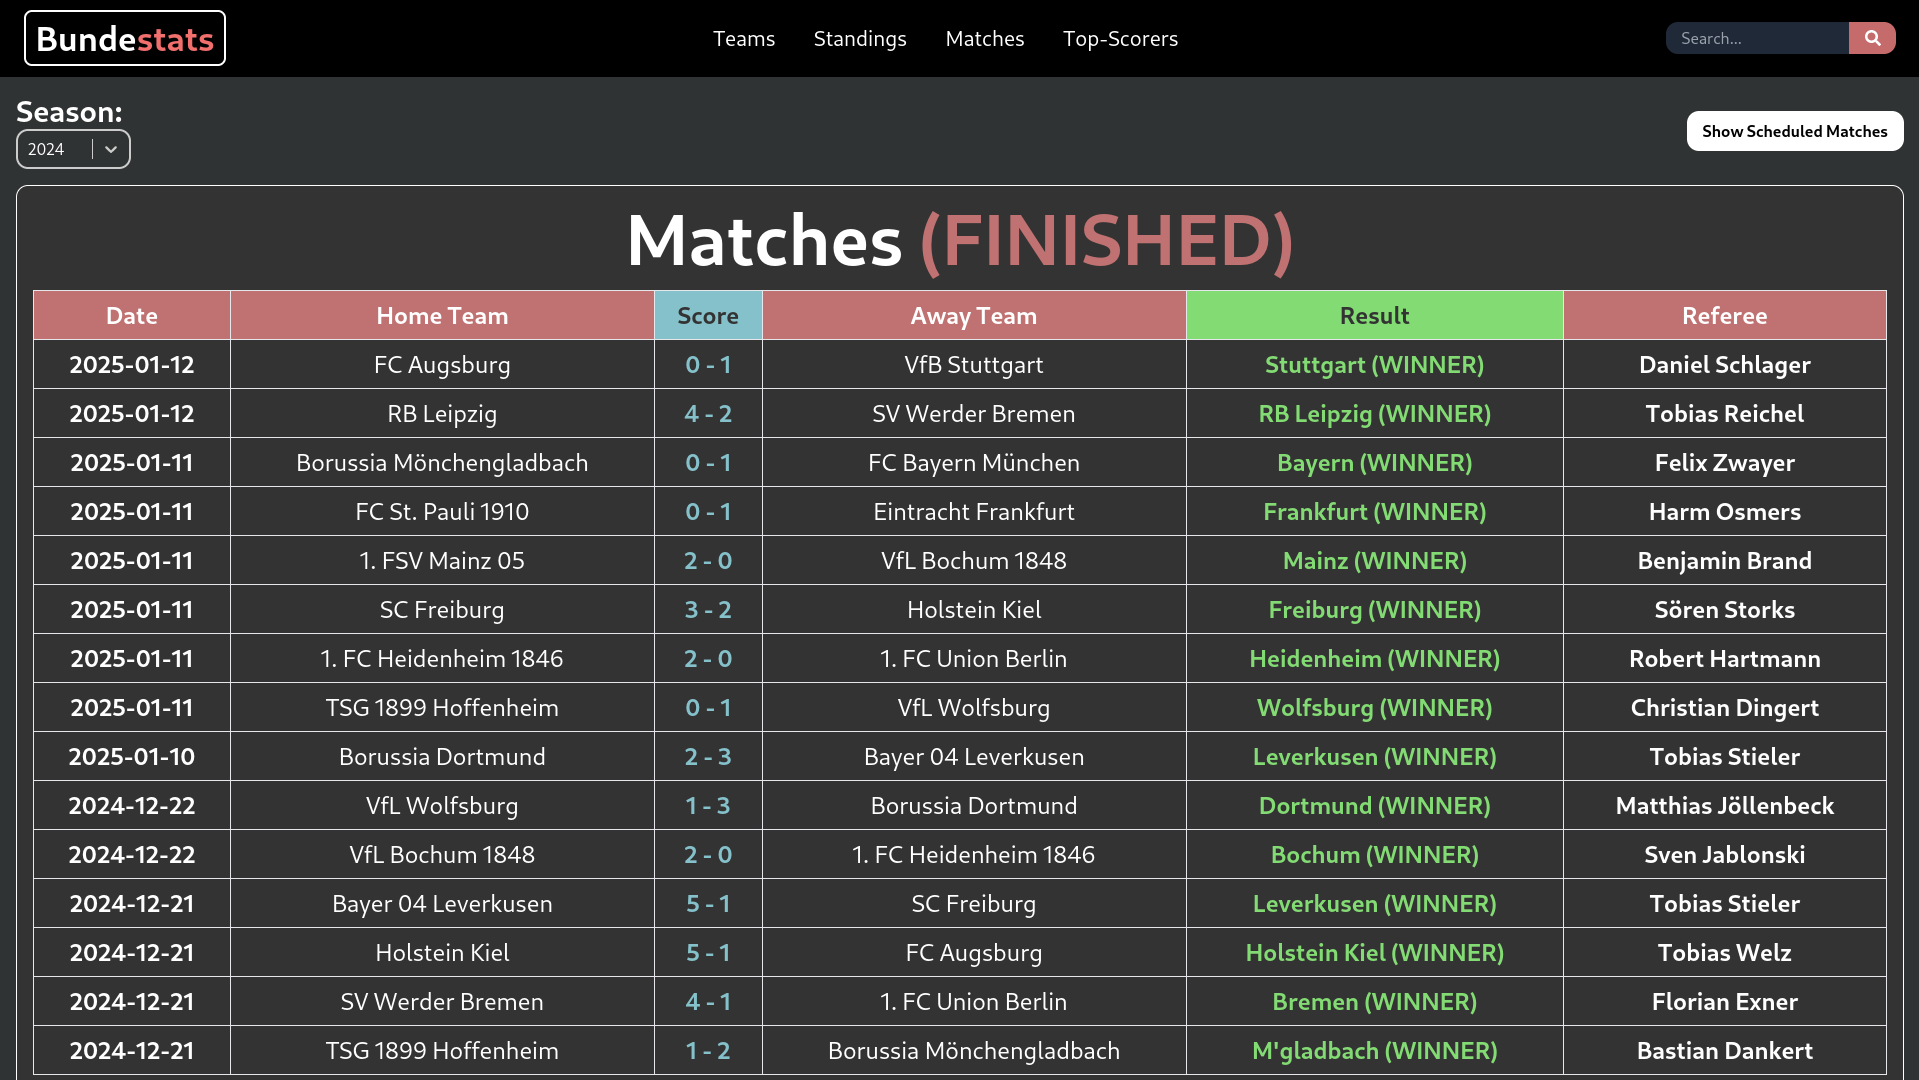 Bundestats
Teams Standings Matches Top-Scorers
Search...
Season:
2024
Show Scheduled Matches
Matches (FINISHED)
Date Home Team Score Away Team Result Referee
2025-01-12 FC Augsburg 0 - 1 VfB Stuttgart Stuttgart (WINNER) Daniel Schlager
2025-01-12 RB Leipzig 4 - 2 SV Werder Bremen RB Leipzig (WINNER) Tobias Reichel
2025-01-11 Borussia Mönchengladbach 0 - 1 FC Bayern München Bayern (WINNER) Felix Zwayer
2025-01-11 FC St. Pauli 1910 0 - 1 Eintracht Frankfurt Frankfurt (WINNER) Harm Osmers
2025-01-11 1. FSV Mainz 05 2 - 0 VfL Bochum 1848 Mainz (WINNER) Benjamin Brand
2025-01-11 SC Freiburg 3 - 2 Holstein Kiel Freiburg (WINNER) Sören Storks
2025-01-11 1. FC Heidenheim 1846 2 - 0 1. FC Union Berlin Heidenheim (WINNER) Robert Hartmann
2025-01-11 TSG 1899 Hoffenheim 0 - 1 VfL Wolfsburg Wolfsburg (WINNER) Christian Dingert
2025-01-10 Borussia Dortmund 2 - 3 Bayer 04 Leverkusen Leverkusen (WINNER) Tobias Stieler
2024-12-22 VfL Wolfsburg 1 - 3 Borussia Dortmund Dortmund (WINNER) Matthias Jöllenbeck
2024-12-22 VfL Bochum 1848 2 - 0 1. FC Heidenheim 1846 Bochum (WINNER) Sven Jablonski
2024-12-21 Bayer 04 Leverkusen 5 - 1 SC Freiburg Leverkusen (WINNER) Tobias Stieler
2024-12-21 Holstein Kiel 5 - 1 FC Augsburg Holstein Kiel (WINNER) Tobias Welz
2024-12-21 SV Werder Bremen 4 - 1 1. FC Union Berlin Bremen (WINNER) Florian Exner
2024-12-21 TSG 1899 Hoffenheim 1 - 2 Borussia Mönchengladbach M'gladbach (WINNER) Bastian Dankert